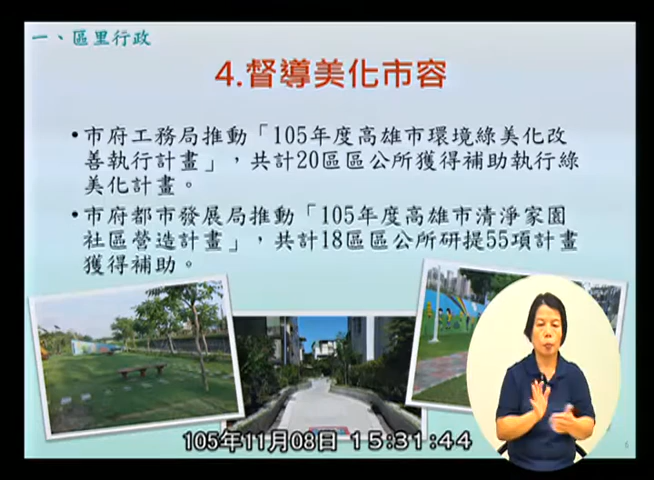 一、區里行政
4.督導美化市容
•市府工務局推動「105年度高雄市環境綠美化改
善執行計畫」，共計20區區公所獲得補助執行綠
美化計畫。
•市府都市發展局推動「105年度高雄市清淨家園
社區營造計畫」，共計18區區公所研提55項計畫
獲得補助。
105年11月08日 15:31:44
6